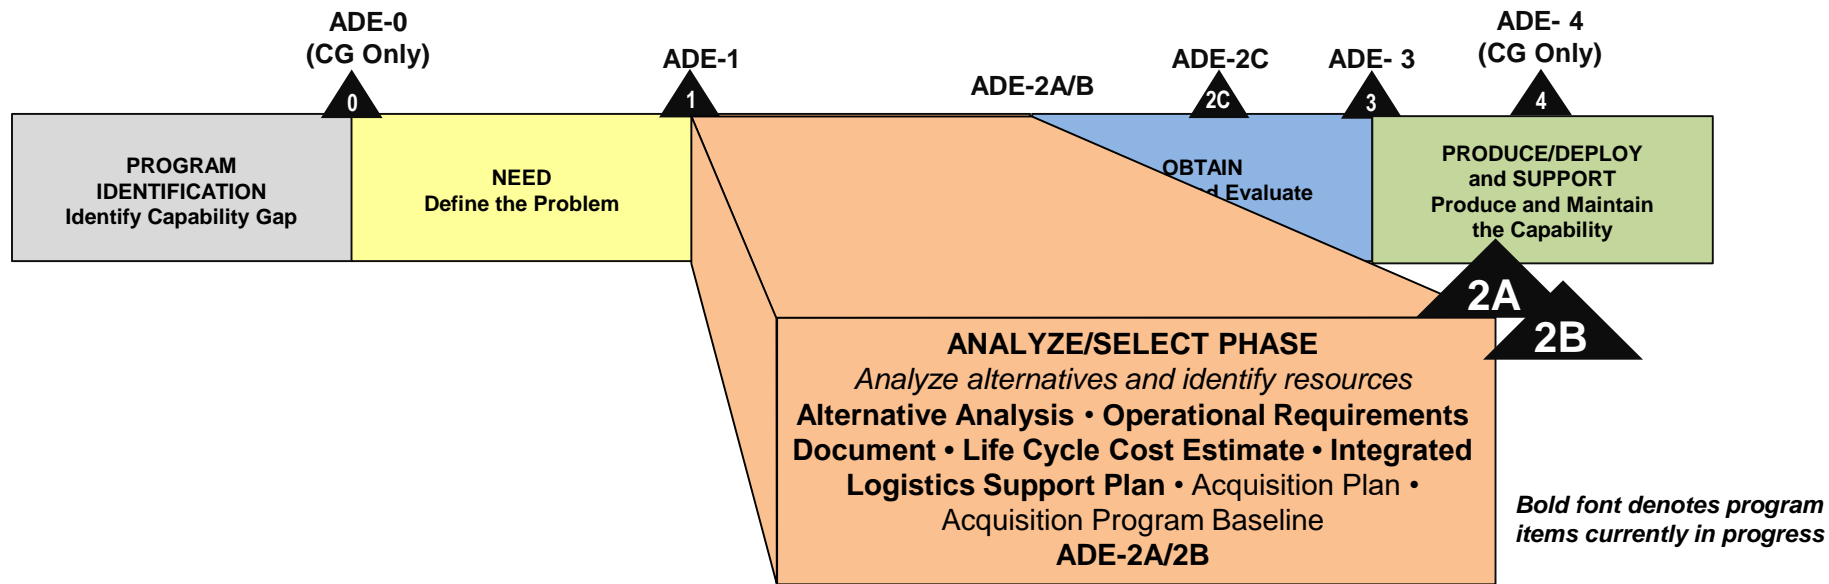 ADE-0
(CG Only)
ADE-1
ADE-2A/B
ADE-2C
ADE- 3
ADE- 4
(CG Only)
0
1
2C
3
4
PROGRAM
IDENTIFICATION
Identify Capability Gap
NEED
Define the Problem
OBTAIN
Evaluate
PRODUCE/DEPLOY
and SUPPORT
Produce and Maintain
the Capability
2A
2B
ANALYZE/SELECT PHASE
Analyze alternatives and identify resources
Alternative Analysis • Operational Requirements
Document • Life Cycle Cost Estimate • Integrated
Logistics Support Plan • Acquisition Plan •
Acquisition Program Baseline
ADE-2A/2B
Bold font denotes program
items currently in progress